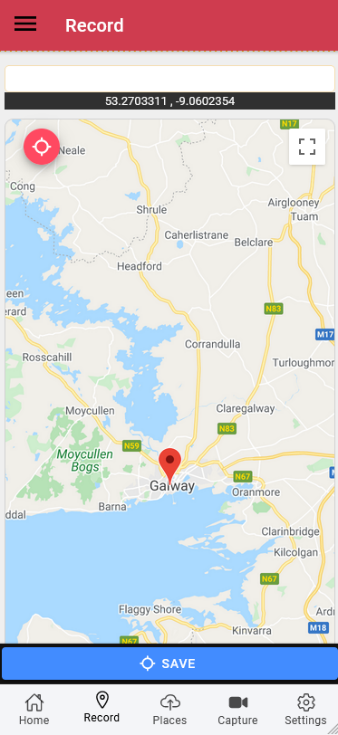 Record
53.2703311 , -9.0602354
N17
Neale
Cong
Shrule
Airglooney
Tuam
Caherlistrane
Belclare
Headford
N83
een
erard
M17
Corrandulla
Rosscahill
Turloughmor
Moycullen
Claregalway
N83
N59
Moycullen
Bogs
N67
Galway
Oranmore
Barna
ddal
Clarinbridge
Kilcolgan
N67
Flaggy Shore
Ardr
Kinvarra
M18
N67
SAVE
Home
Record
Places
Capture
Settings